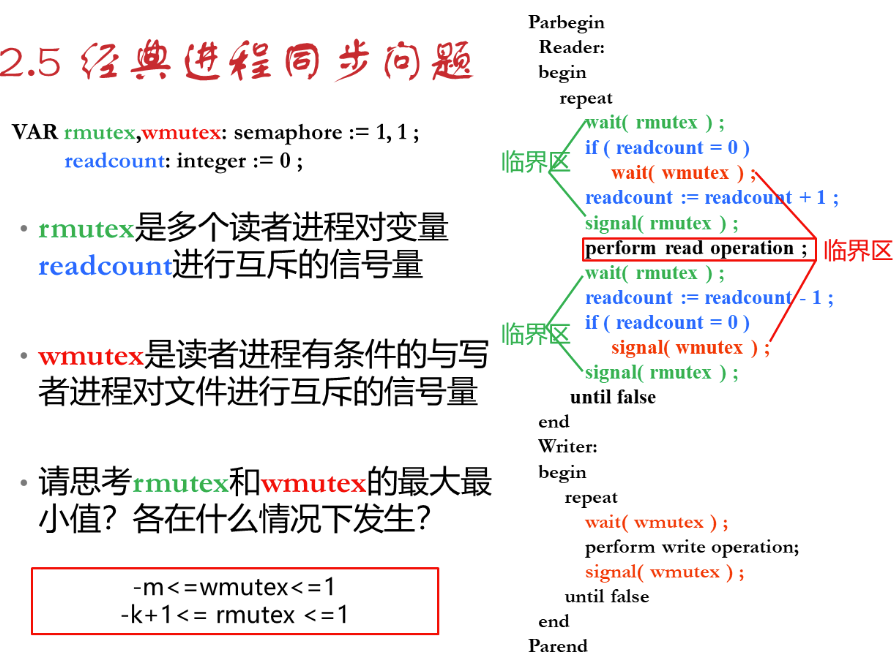 2.5 经典进程同步问题
VAR rmutex,wmutex: semaphore := 1, 1 ;
readcount: integer := 0 ;
• rmutex是多个读者进程对变量
readcount进行互斥的信号量
• wmutex是读者进程有条件的与写
者进程对文件进行互斥的信号量
• 请思考rmutex和wmutex的最大最
小值？各在什么情况下发生？
-m<=wmutex<=1
-k+1<= rmutex <=1
Parbegin
Reader:
begin
repeat
wait( rmutex ) ;
if ( readcount = 0 )
wait( wmutex ) ;
readcount := readcount + 1 ;
signal( rmutex ) ;
perform read operation ;
wait( rmutex ) ;
readcount := readcount - 1 ;
if ( readcount = 0 )
signal( wmutex ) ;
signal( rmutex ) ;
until false
end
Writer:
begin
repeat
wait( wmutex ) ;
perform write operation;
signal( wmutex ) ;
until false
end
Parend
临界区
临界区
临界区